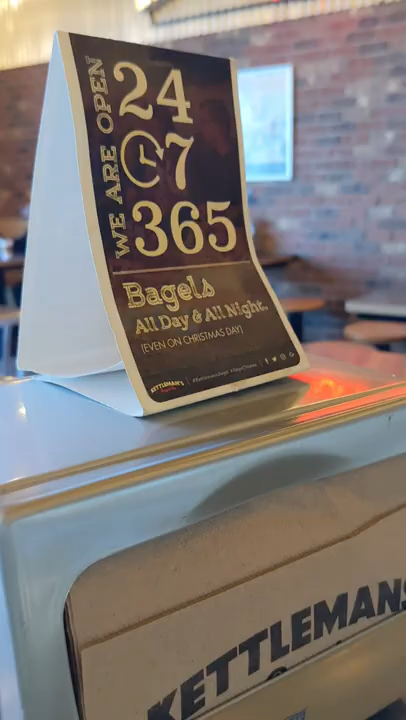 WE ARE OPEN
24
7
365
Bagels
All Day & All Night.
(EVEN ON CHRISTMAS DAY)
KETTLEMAN'S
KETTLEMANS